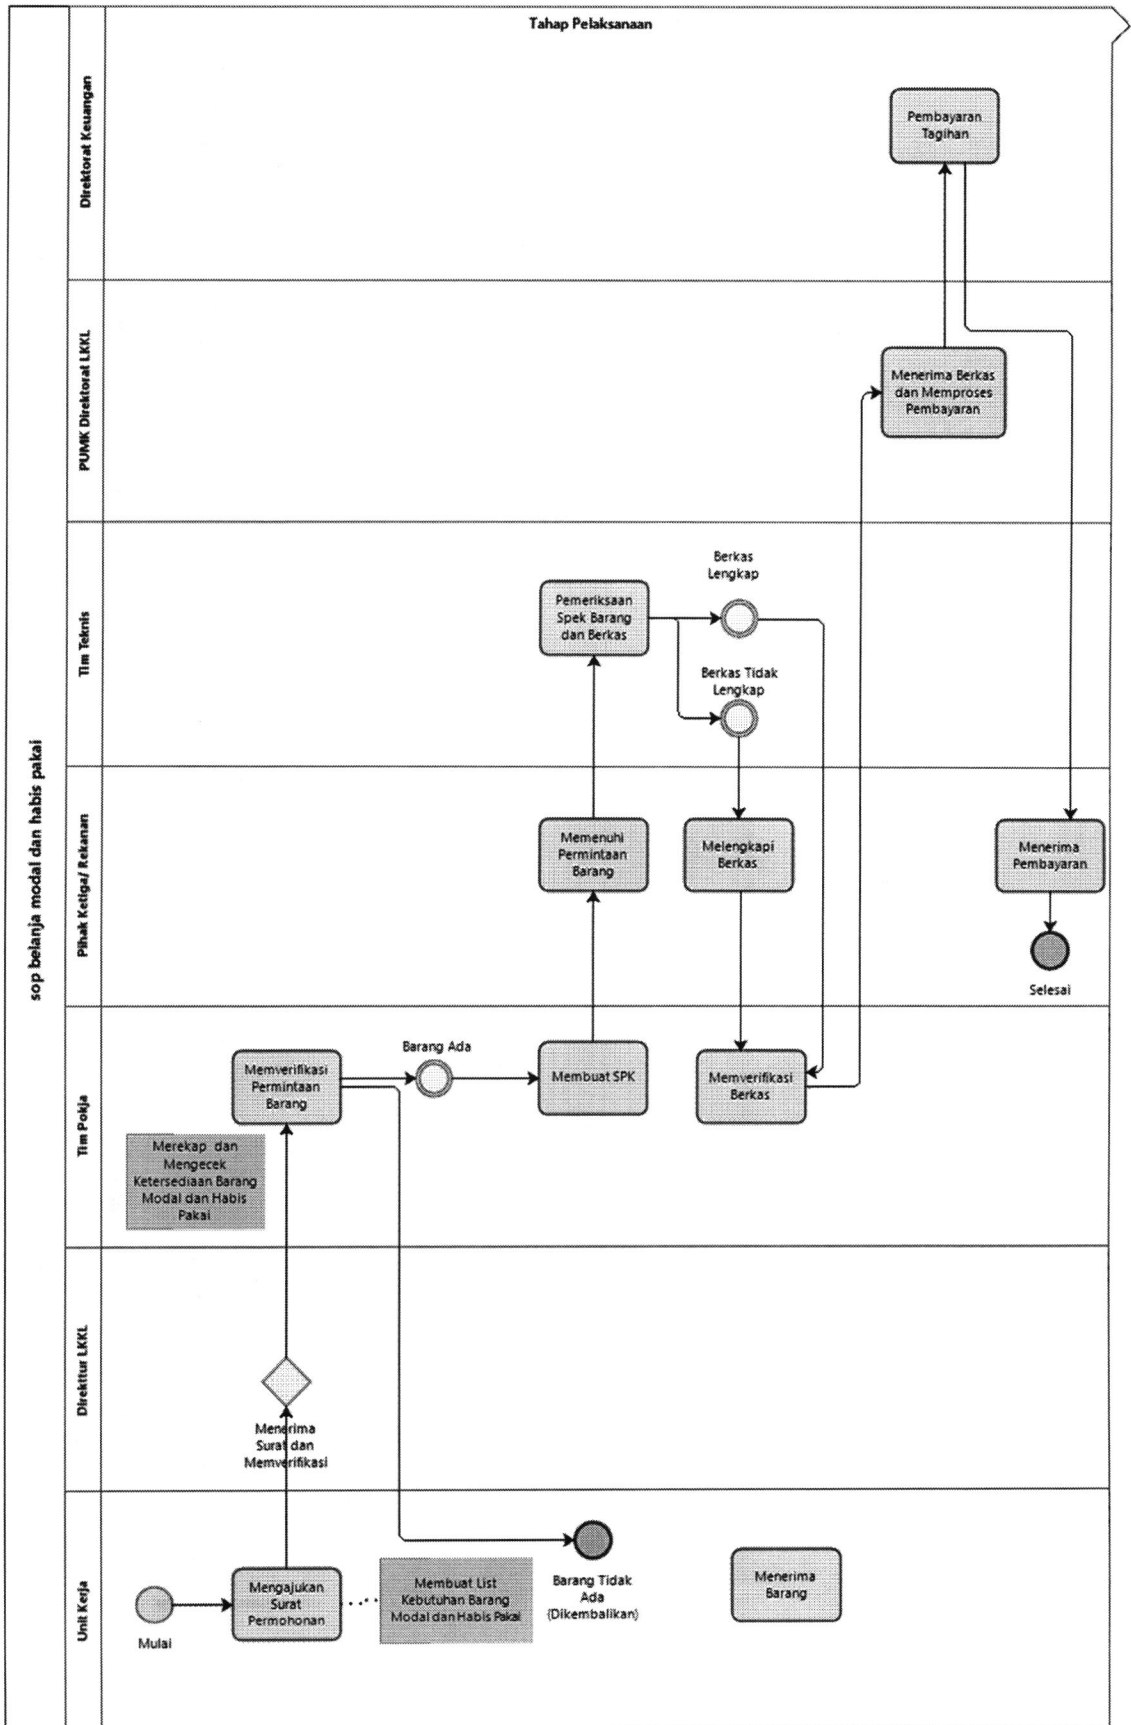 Tahap Pelaksanaan
sop belanja modal dan habis pakai
Direktorat Keuangan
Pembayaran
Tagihan
PUMK Direktorat LKKL
Menerima Berkas
dan Memproses
Pembayaran
Tim Teknis
Pemeriksaan
Spek Barang
dan Berkas
Berkas
Lengkap
Berkas Tidak
Lengkap
Pihak Ketiga/ Rekanan
Memenuhi
Permintaan
Barang
Melengkapi
Berkas
Menerima
Pembayaran
Selesai
Tim Pokja
Memverifikasi
Permintaan
Barang
Barang Ada
Membuat SPK
Memverifikasi
Berkas
Merekap dan
Mengecek
Ketersediaan Barang
Modal dan Habis
Pakai
Direkttur LKKL
Menerima
Surat dan
Memverifikasi
Unit Kerja
Mulai
Mengajukan
Surat
Permohonan
Membuat List
Kebutuhan Barang
Modal dan Habis Pakai
Barang Tidak
Ada
(Dikembalikan)
Menerima
Barang